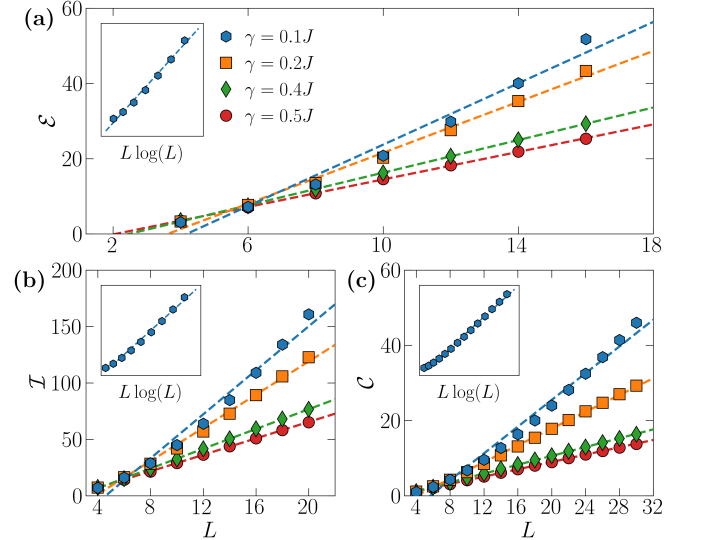 (a)
60
40
20
0
ℰ
L log(L)
γ = 0.1J
γ = 0.2J
γ = 0.4J
γ = 0.5J
2 6 10 14 18
(b)
200
150
100
50
0
ℐ
L log(L)
4 8 12 16 20
L
(c)
60
40
20
0
𝒞
L log(L)
4 8 12 16 20 24 28 32
L